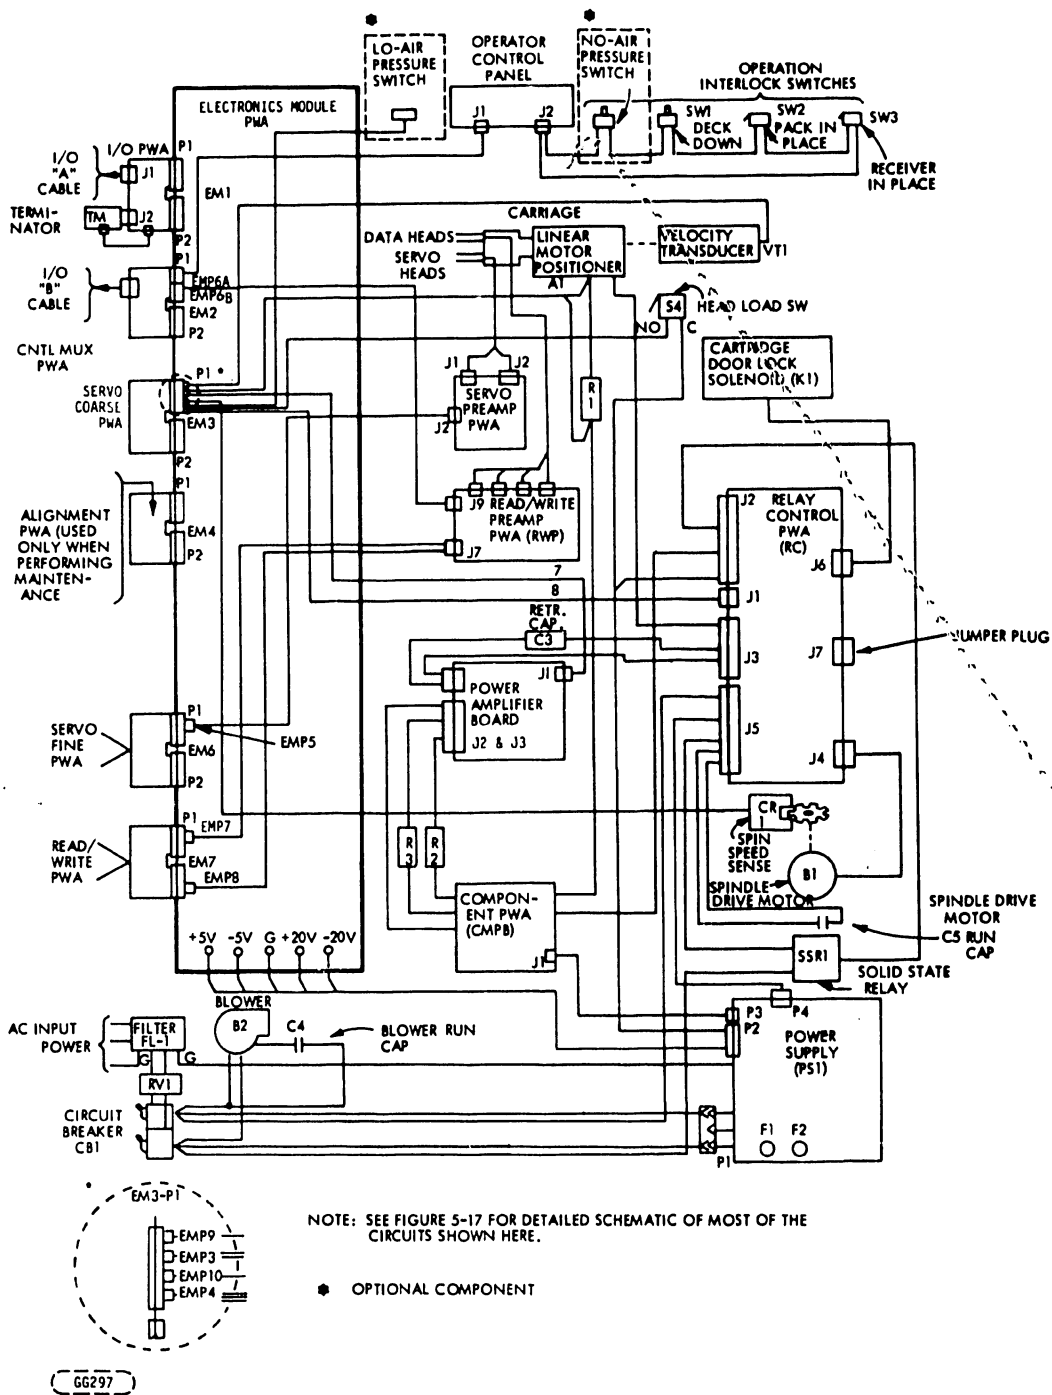 LO-AIR
PRESSURE
SWITCH
OPERATOR
CONTROL
PANEL
J1
J2
NO-AIR
PRESSURE
SWITCH
OPERATION
INTERLOCK SWITCHES
SW1
DECK
DOWN
SW2
PACK IN
PLACE
SW3
RECEIVER
IN PLACE
ELECTRONICS MODULE
PWA
I/O
"A"
CABLE
I/O PWA
J1
P1
EM1
TERMI-
NATOR
TM
J2
P2
CARRIAGE
DATA HEADS
SERVO
HEADS
LINEAR
MOTOR
POSITIONER
A1
VELOCITY
TRANSDUCER
VT1
I/O
"B"
CABLE
P1
EMP6A
EMP6B
EM2
P2
CNTL MUX
PWA
S4
HEAD LOAD SW
NO
C
CARTRIDGE
DOOR LOCK
SOLENOID (K1)
SERVO
COARSE
PWA
P1 *
EM3
P2
J1
J2
SERVO
PREAMP
PWA
J2
R
1
ALIGNMENT
PWA (USED
ONLY WHEN
PERFORMING
MAINTEN-
ANCE
P1
EM4
P2
J9 READ/WRITE
PREAMP
PWA (RWP)
J7
J2
RELAY
CONTROL
PWA
(RC)
J6
7
8
J1
RETR.
CAP.
C3
J3
J7
JUMPER PLUG
J1
POWER
AMPLIFIER
BOARD
J2 & J3
J5
J4
SERVO
FINE
PWA
P1
EMP5
EM6
P2
CR
1
SPIN
SPEED
SENSE
READ/
WRITE
PWA
P1
EMP7
EM7
EMP8
R
3
R
2
B1
SPINDLE
DRIVE MOTOR
COMPON-
ENT PWA
(CMPB)
J1
SPINDLE DRIVE
MOTOR
C5 RUN
CAP
+5V -5V G +20V -20V
SSR1
SOLID STATE
RELAY
BLOWER
B2
C4
BLOWER RUN
CAP
AC INPUT
POWER
FILTER
FL-1
G
G
RV1
P3
P2
P4
POWER
SUPPLY
(PS1)
CIRCUIT
BREAKER
CB1
F1
F2
P1
EM3-P1
EMP9
EMP3
EMP10
EMP4
NOTE: SEE FIGURE 5-17 FOR DETAILED SCHEMATIC OF MOST OF THE
CIRCUITS SHOWN HERE.
* OPTIONAL COMPONENT
GG297